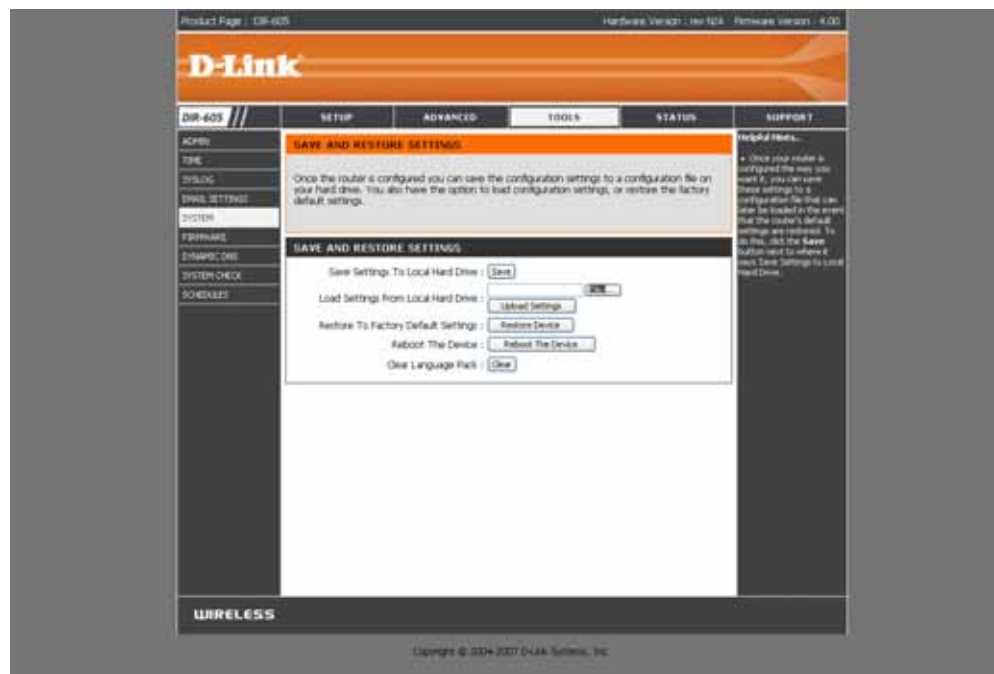 Product Page : DIR-605
Hardware Version : rev N/A
Firmware Version : 4.00
D-Link
DIR-605
SETUP
ADVANCED
TOOLS
STATUS
SUPPORT
ADMIN
TIME
SYSLOG
EMAIL SETTINGS
SYSTEM
FIRMWARE
DYNAMIC DNS
SYSTEM CHECK
SCHEDULES
SAVE AND RESTORE SETTINGS
Once the router is configured you can save the configuration settings to a configuration file on
your hard drive. You also have the option to load configuration settings, or restore the factory
default settings.
SAVE AND RESTORE SETTINGS
Save Settings To Local Hard Drive : Save
Load Settings From Local Hard Drive :
Upload Settings
Restore To Factory Default Settings : Restore Device
Reboot The Device : Reboot The Device
Clear Language Pack : Clear
Helpful Hints...
• Once your router is
configured the way you
want it, you can save
these settings to a
configuration file that can
later be loaded in the event
that the router's default
settings are restored. To
do this, click the Save
button next to where it
says Save Settings to Local
Hard Drive.
WIRELESS
Copyright © 2004-2007 D-Link Systems, Inc.